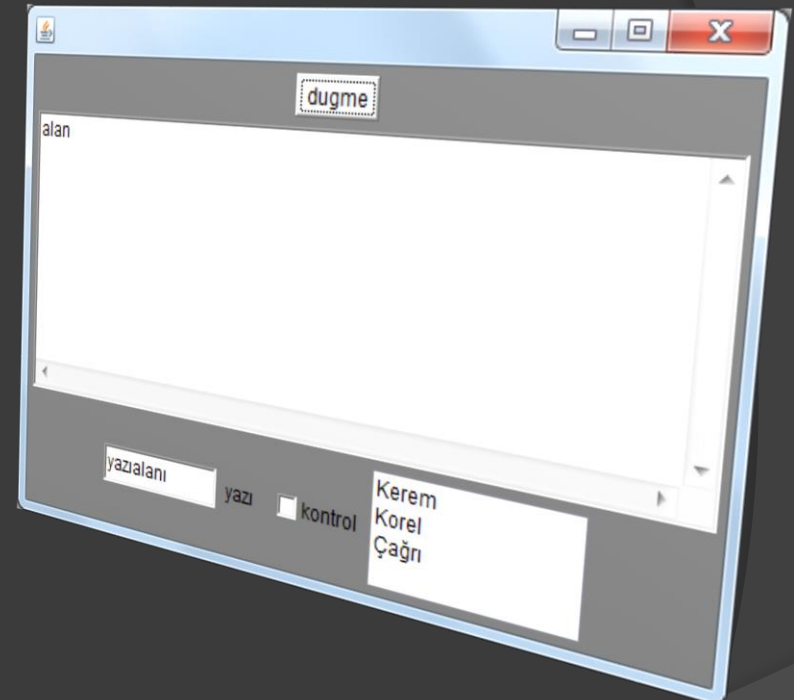 dugme
alan
yazıalanı
yazı
kontrol
Kerem
Korel
Çağrı